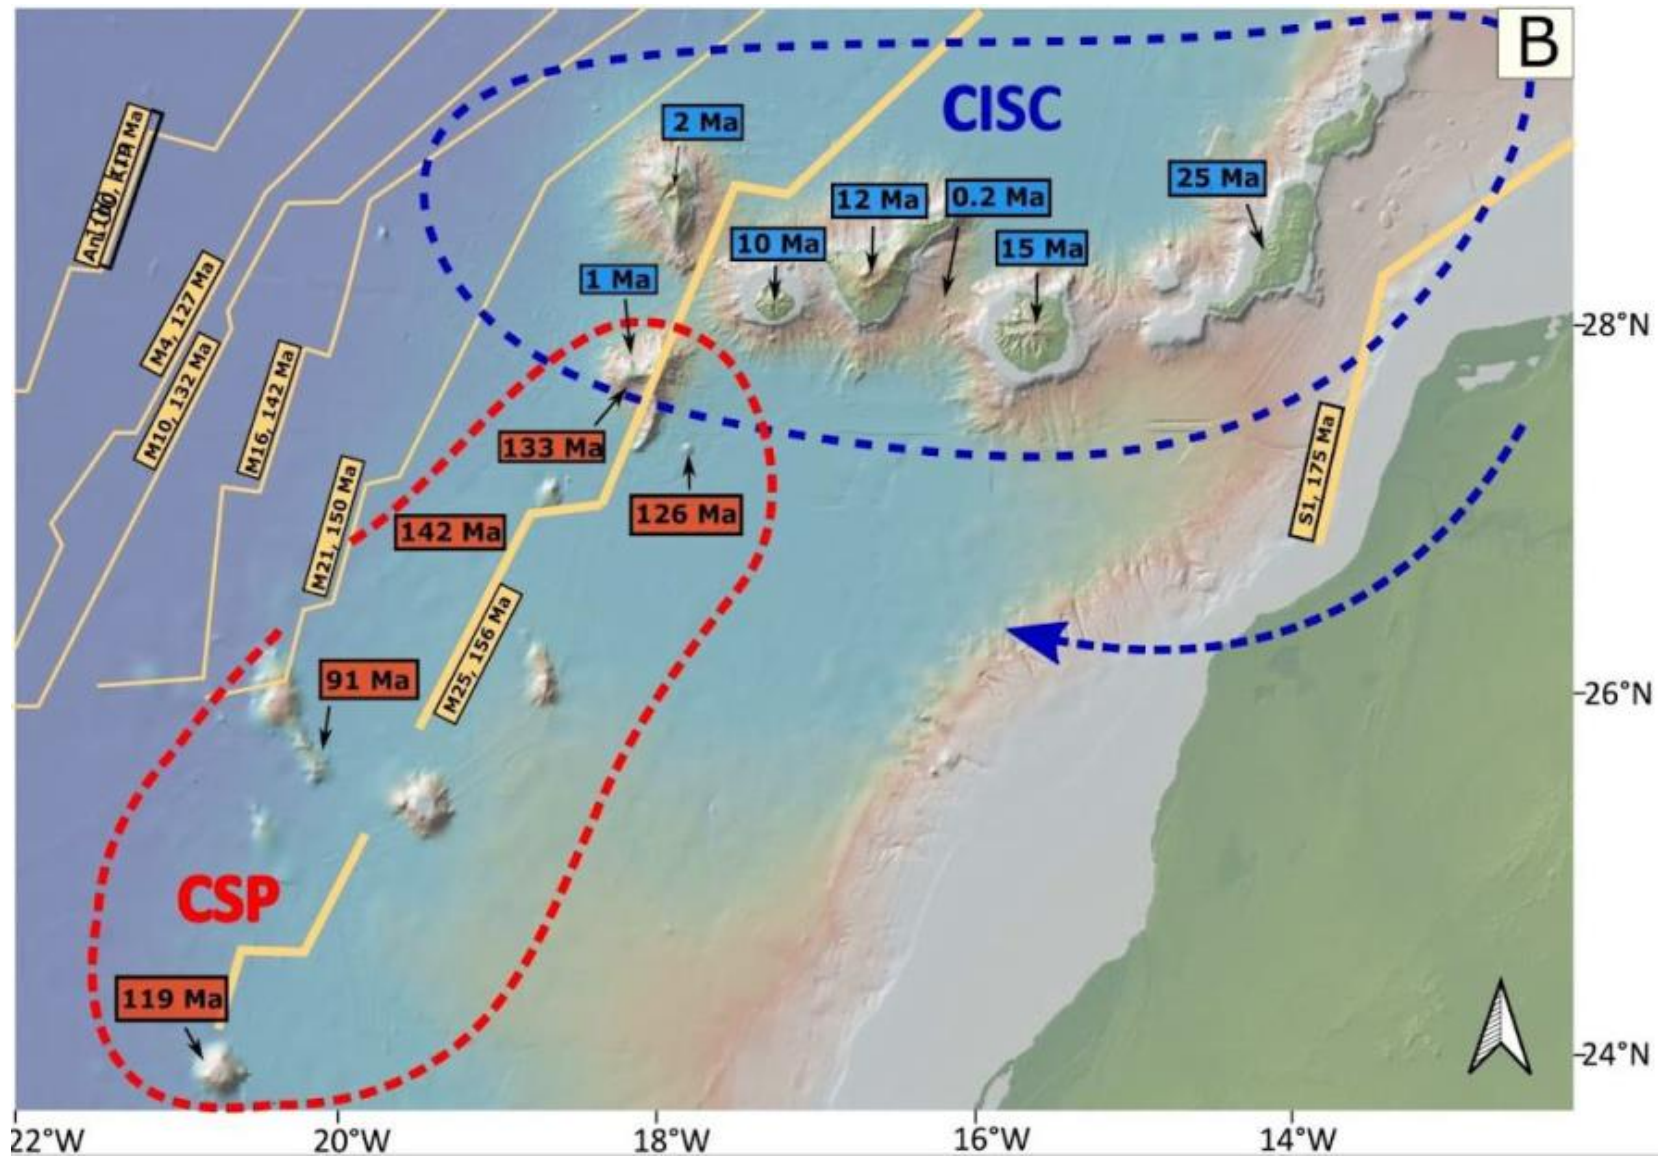 B
CISC
2 Ma
25 Ma
12 Ma
0.2 Ma
10 Ma
15 Ma
1 Ma
M4, 127 Ma
M10, 132 Ma
M16, 142 Ma
M21, 150 Ma
M25, 156 Ma
S1, 175 Ma
133 Ma
142 Ma
126 Ma
91 Ma
CSP
119 Ma
28°N
26°N
24°N
22°W
20°W
18°W
16°W
14°W